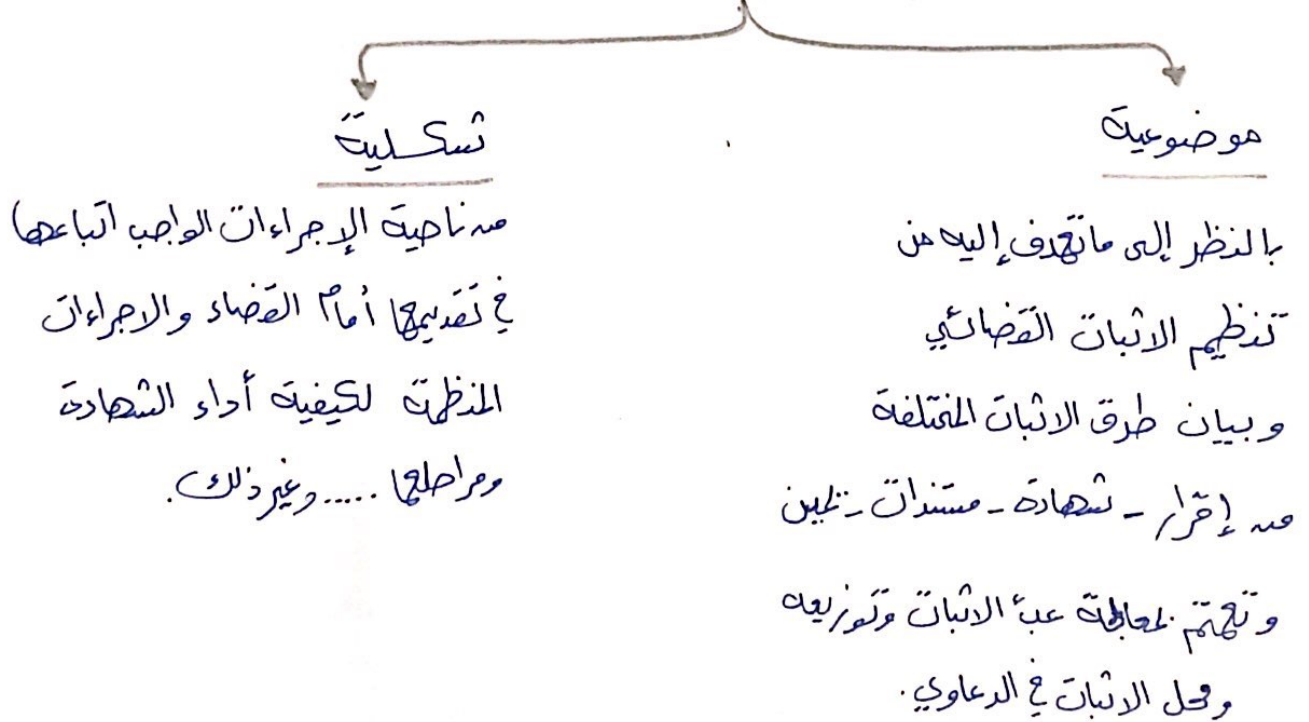 موضوعية
بالنظر إلى ما تهدف إليه من
تنظيم الاثبات القضائي
وبيان طرق الاثبات المختلفة
من إقرار - شهادة - مستندات - يمين
وتهتم بمعالجة عبء الاثبات وتوزيعه
ومحل الاثبات في الدعاوي.
شكلية
من ناحية الإجراءات الواجب اتباعها
في تقديمها أمام القضاء والاجراءات
المنظمة لكيفية أداء الشهادة
ومراحلها ..... وغير ذلك.